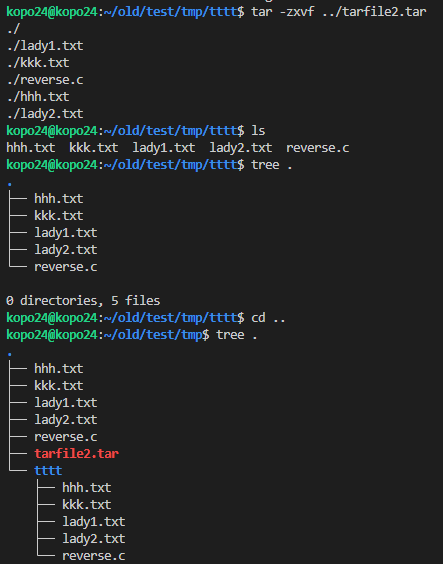 kopo24@kopo24:~/old/test/tmp/tttt$ tar -zxvf ../tarfile2.tar
./
./lady1.txt
./kkk.txt
./reverse.c
./hhh.txt
./lady2.txt
kopo24@kopo24:~/old/test/tmp/tttt$ ls
hhh.txt  kkk.txt  lady1.txt  lady2.txt  reverse.c
kopo24@kopo24:~/old/test/tmp/tttt$ tree .
.
├── hhh.txt
├── kkk.txt
├── lady1.txt
├── lady2.txt
└── reverse.c
0 directories, 5 files
kopo24@kopo24:~/old/test/tmp/tttt$ cd ..
kopo24@kopo24:~/old/test/tmp$ tree .
.
├── hhh.txt
├── kkk.txt
├── lady1.txt
├── lady2.txt
├── reverse.c
├── tarfile2.tar
└── tttt
    ├── hhh.txt
    ├── kkk.txt
    ├── lady1.txt
    ├── lady2.txt
    └── reverse.c